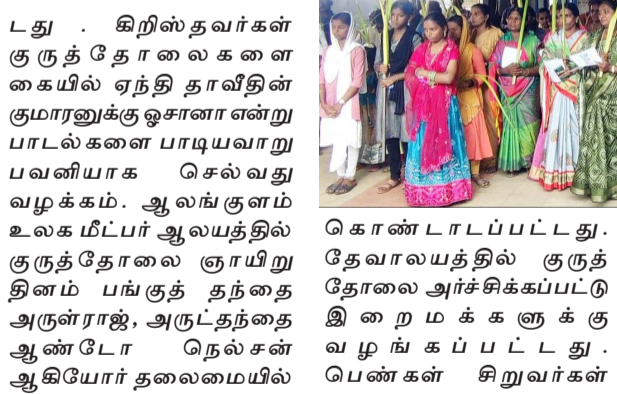 டது . கிறிஸ்தவர்கள்
குருத்தோலைகளை
கையில் ஏந்தி தாவீதின்
குமாரனுக்கு ஓசானா என்று
பாடல்களை பாடியவாறு
பவனியாக செல்வது
வழக்கம். ஆலங்குளம்
உலக மீட்பர் ஆலயத்தில்
குருத்தோலை ஞாயிறு
தினம் பங்குத் தந்தை
அருள்ராஜ், அருட்தந்தை
ஆண்டோ நெல்சன்
ஆகியோர் தலைமையில்
கொண்டாடப்பட்டது.
தேவாலயத்தில் குருத்
தோலை அர்ச்சிக்கப்பட்டு
இறைமக்களுக்கு
வழங்கப்பட்டது.
பெண்கள் சிறுவர்கள்